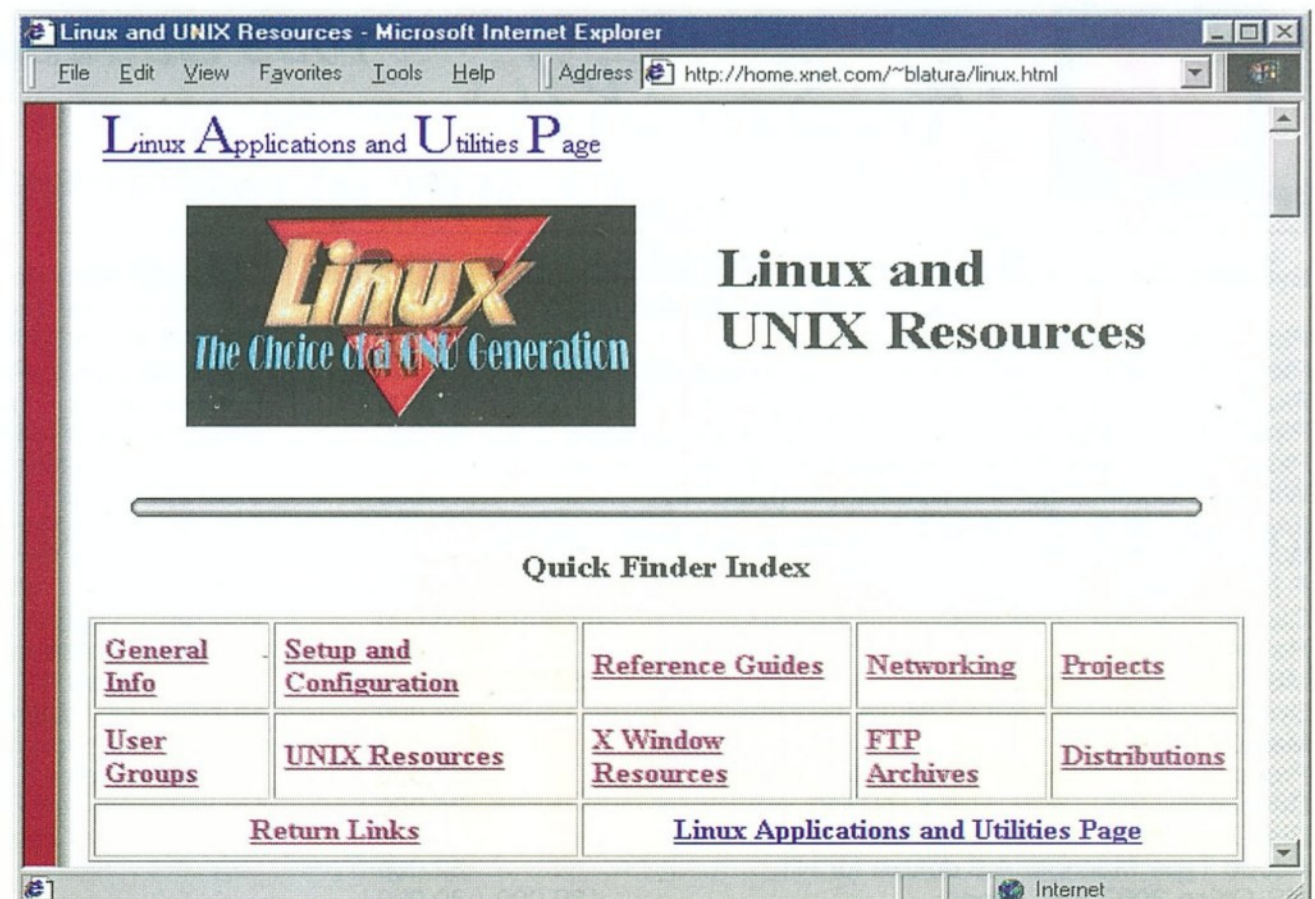 Linux and UNIX Resources - Microsoft Internet Explorer
File Edit View Favorites Tools Help Address http://home.xnet.com/~blatura/linux.html
Linux Applications and Utilities Page
Linux
The Choice of a GNU Generation
Linux and
UNIX Resources
Quick Finder Index
General
Info
Setup and
Configuration
Reference Guides
Networking
Projects
User
Groups
UNIX Resources
X Window
Resources
FTP
Archives
Distributions
Return Links
Linux Applications and Utilities Page
Internet